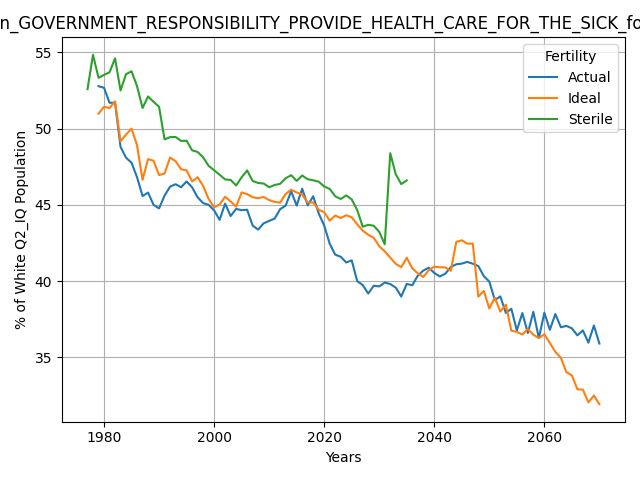 n_GOVERNMENT_RESPONSIBILITY_PROVIDE_HEALTH_CARE_FOR_THE_SICK_fo
Fertility
Actual
Ideal
Sterile
% of White Q2_IQ Population
55
50
45
40
35
1980
2000
2020
2040
2060
Years